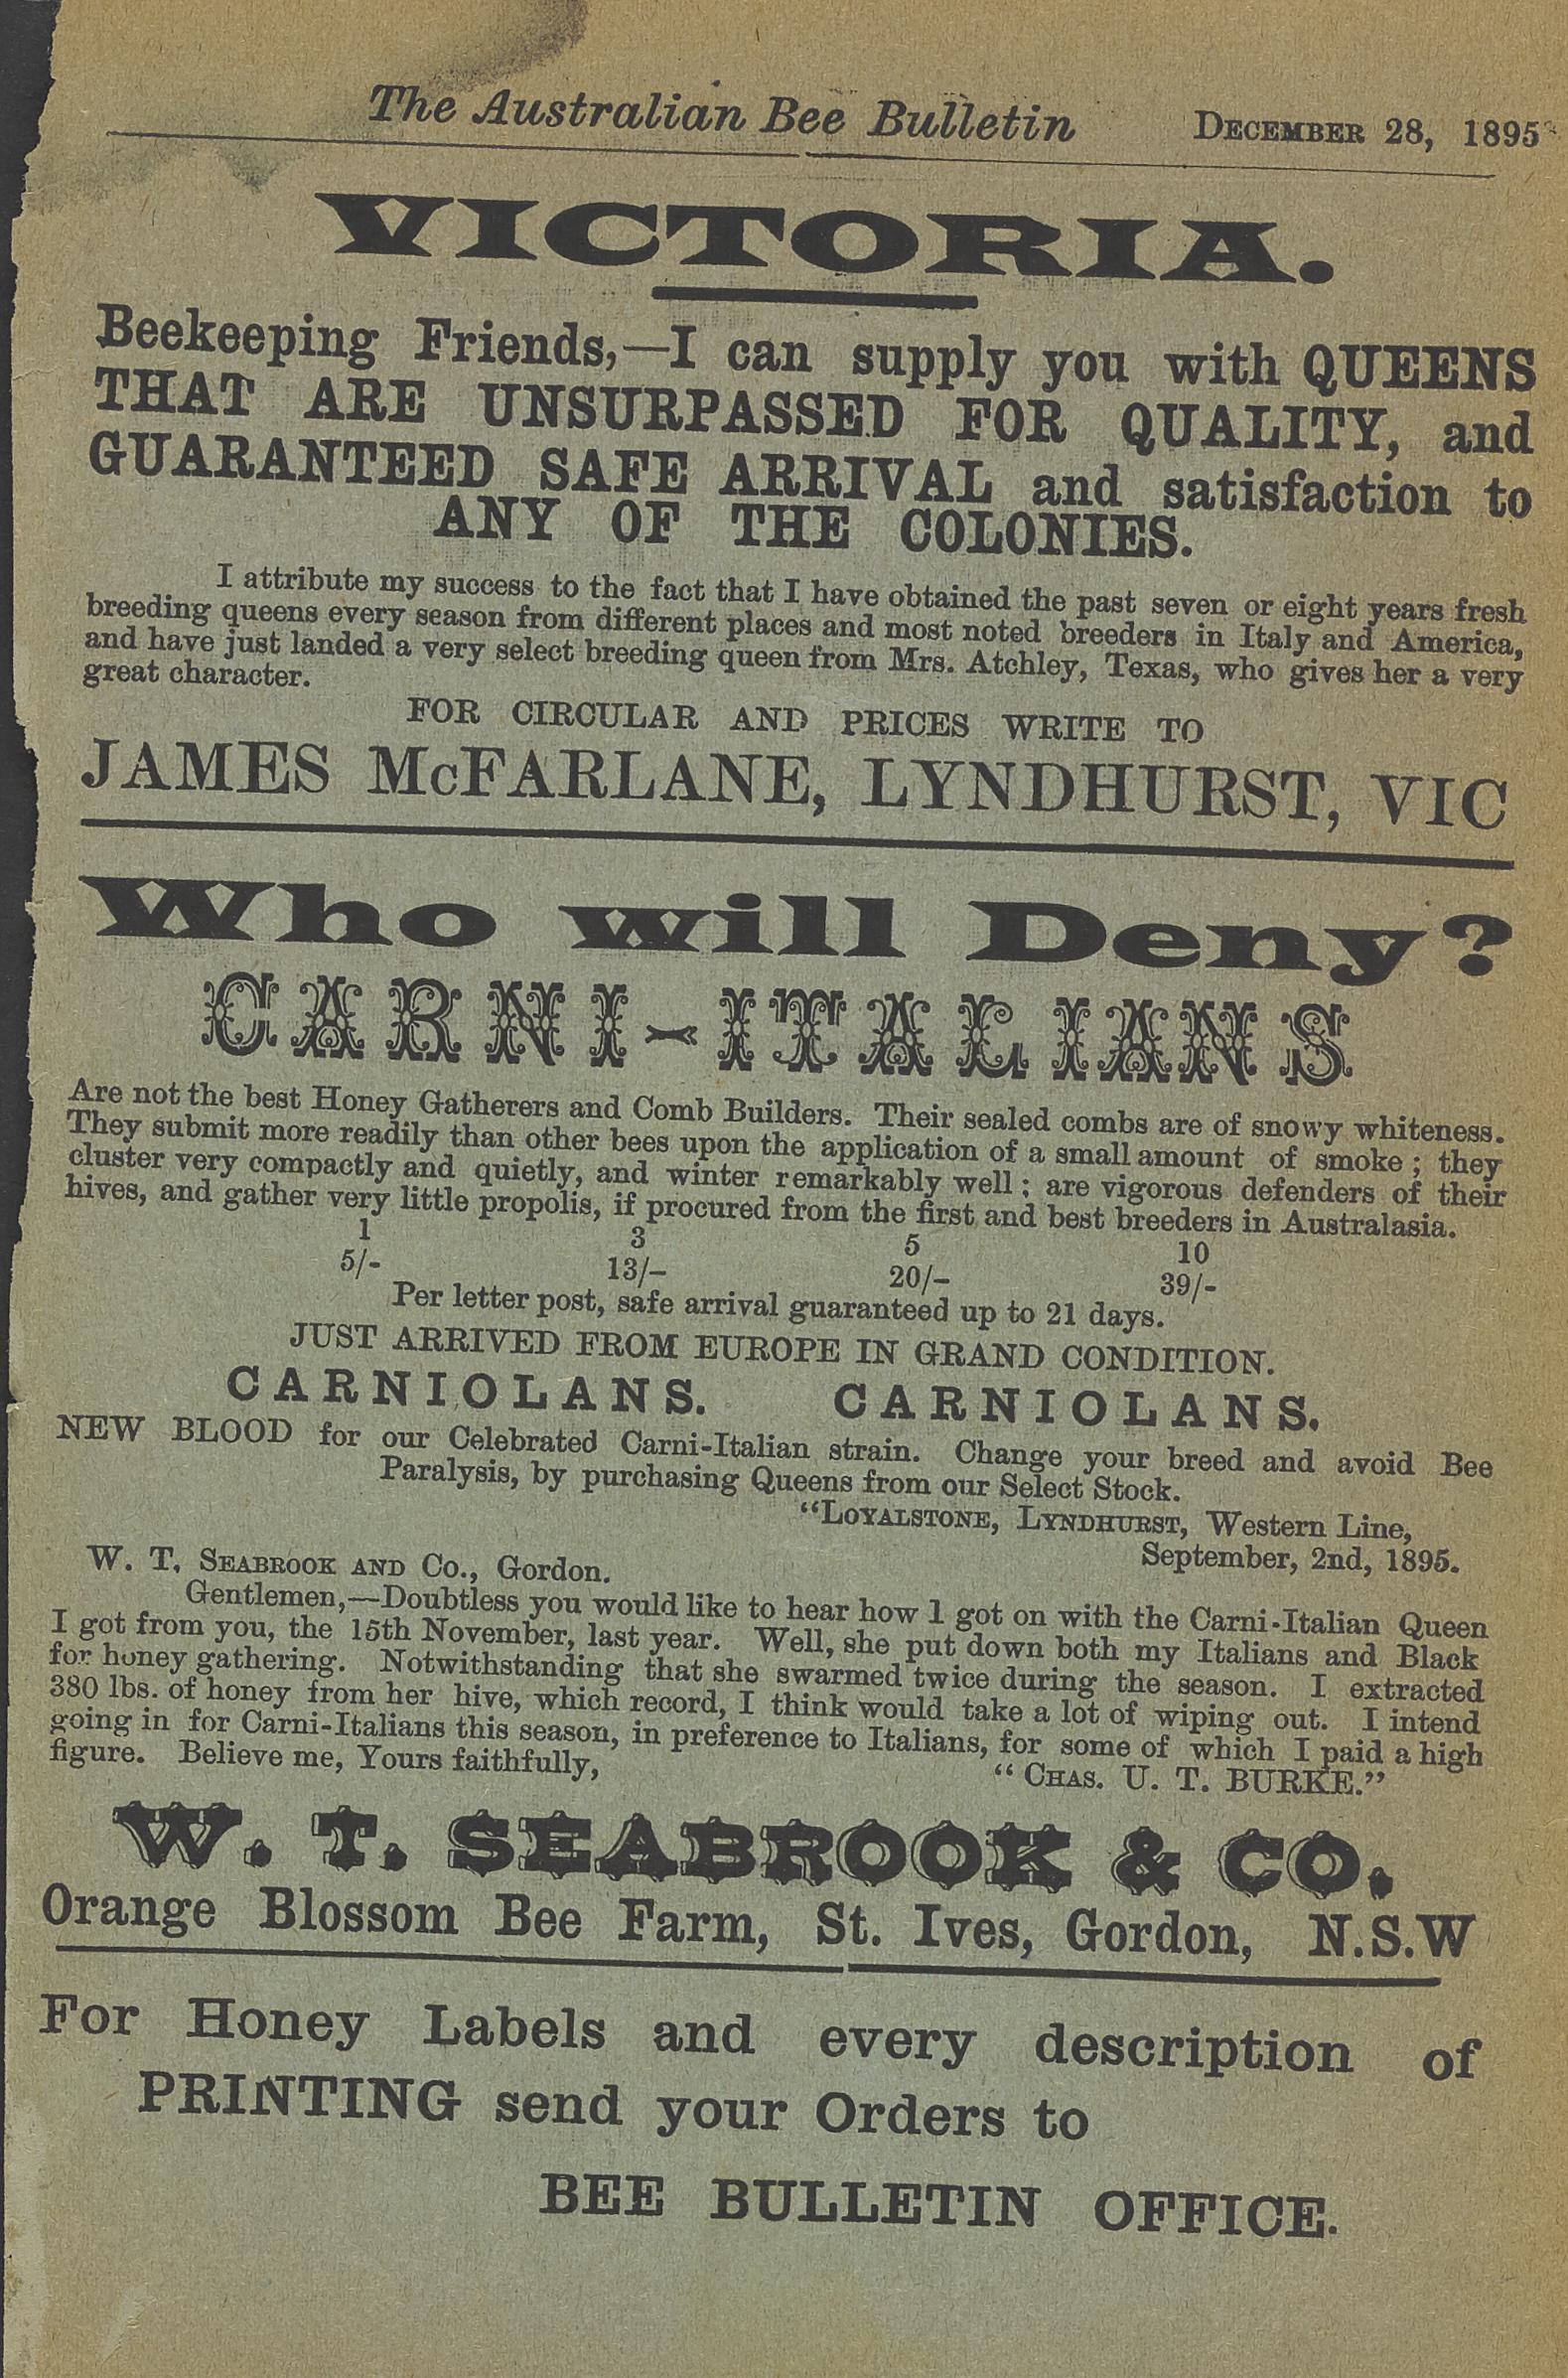 The Australian Bee Bulletin DECEMBER 28, 1895
VICTORIA.
Beekeeping Friends,—I can supply you with QUEENS
THAT ARE UNSURPASSED FOR QUALITY, and
GUARANTEED SAFE ARRIVAL and satisfaction to
ANY OF THE COLONIES.
I attribute my success to the fact that I have obtained the past seven or eight years fresh
breeding queens every season from different places and most noted breeders in Italy and America,
and have just landed a very select breeding queen from Mrs. Atchley, Texas, who gives her a very
great character.
FOR CIRCULAR AND PRICES WRITE TO
JAMES McFARLANE, LYNDHURST, VIC
Who will Deny?
CARNI-ITALIANS
Are not the best Honey Gatherers and Comb Builders. Their sealed combs are of snowy whiteness.
They submit more readily than other bees upon the application of a small amount of smoke; they
cluster very compactly and quietly, and winter remarkably well; are vigorous defenders of their
hives, and gather very little propolis, if procured from the first and best breeders in Australasia.
1 3 5 10
5/- 13/- 20/- 39/-
Per letter post, safe arrival guaranteed up to 21 days.
JUST ARRIVED FROM EUROPE IN GRAND CONDITION.
CARNIOLANS. CARNIOLANS.
NEW BLOOD for our Celebrated Carni-Italian strain. Change your breed and avoid Bee
Paralysis, by purchasing Queens from our Select Stock.
"LOYALSTONE, LYNDHURST, Western Line,
September, 2nd, 1895.
W. T. SEABROOK AND Co., Gordon.
Gentlemen,—Doubtless you would like to hear how I got on with the Carni-Italian Queen
I got from you, the 15th November, last year. Well, she put down both my Italians and Black
for honey gathering. Notwithstanding that she swarmed twice during the season. I extracted
380 lbs. of honey from her hive, which record, I think would take a lot of wiping out. I intend
going in for Carni-Italians this season, in preference to Italians, for some of which I paid a high
figure. Believe me, Yours faithfully, "CHAS. U. T. BURKE."
W. T. SEABROOK & CO.
Orange Blossom Bee Farm, St. Ives, Gordon, N.S.W
For Honey Labels and every description of
PRINTING send your Orders to
BEE BULLETIN OFFICE.